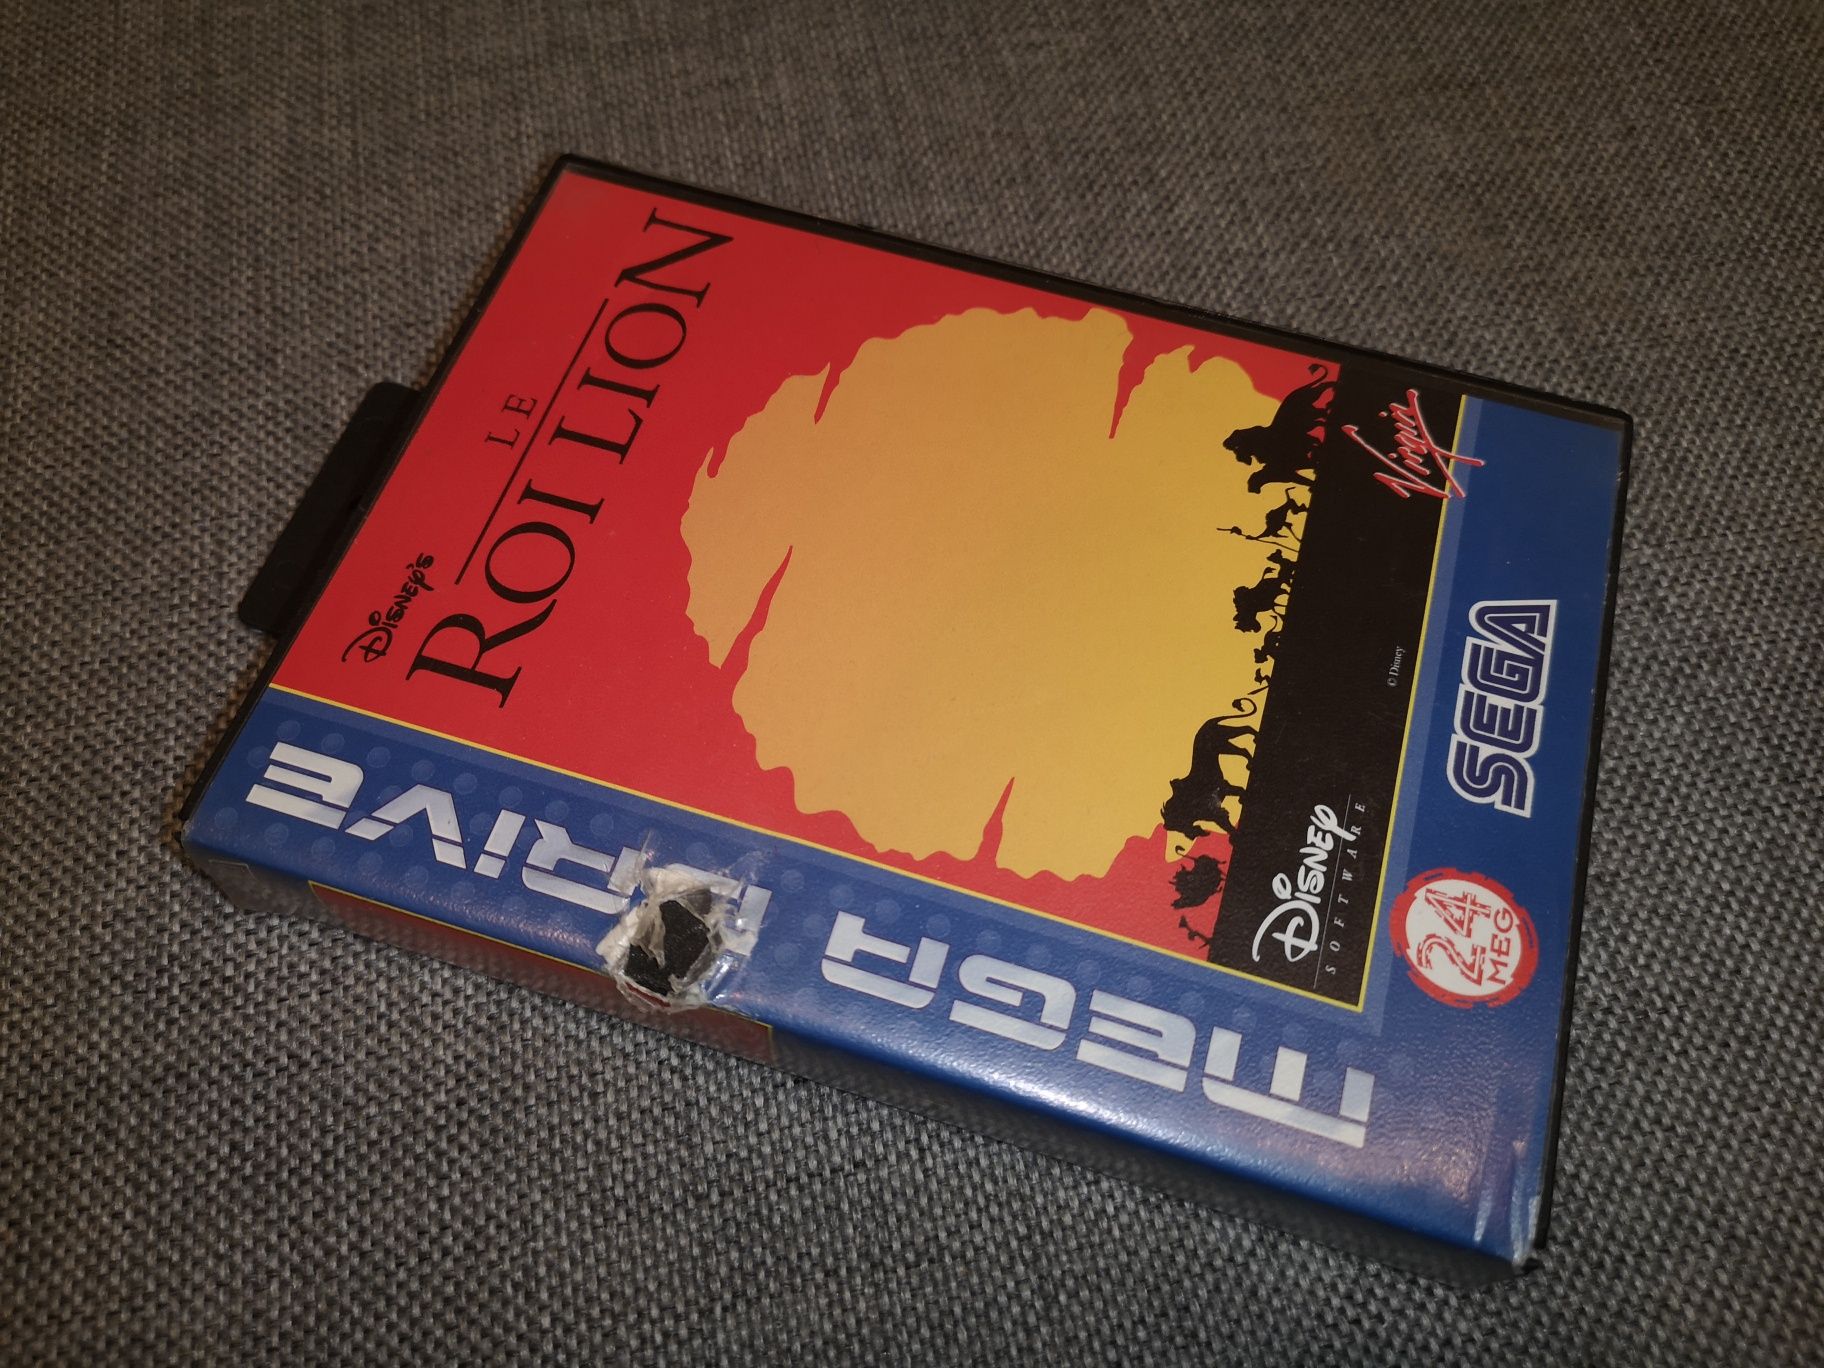 Disney's
LE
ROI LION
Virgin
© Disney
Disney
SOFTWARE
SEGA
24
MEG
MEGA DRIVE